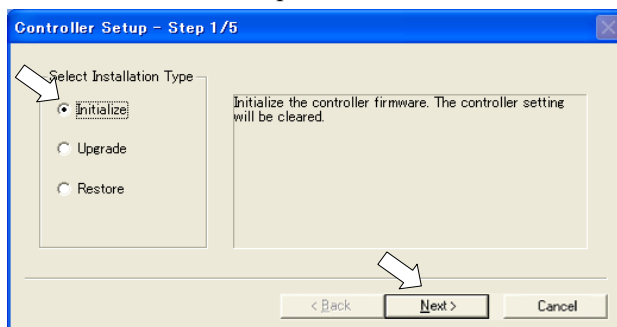 Controller Setup - Step 1/5
Select Installation Type
Initialize
Initialize the controller firmware. The controller setting
will be cleared.
Upgrade
Restore
< Back
Next >
Cancel